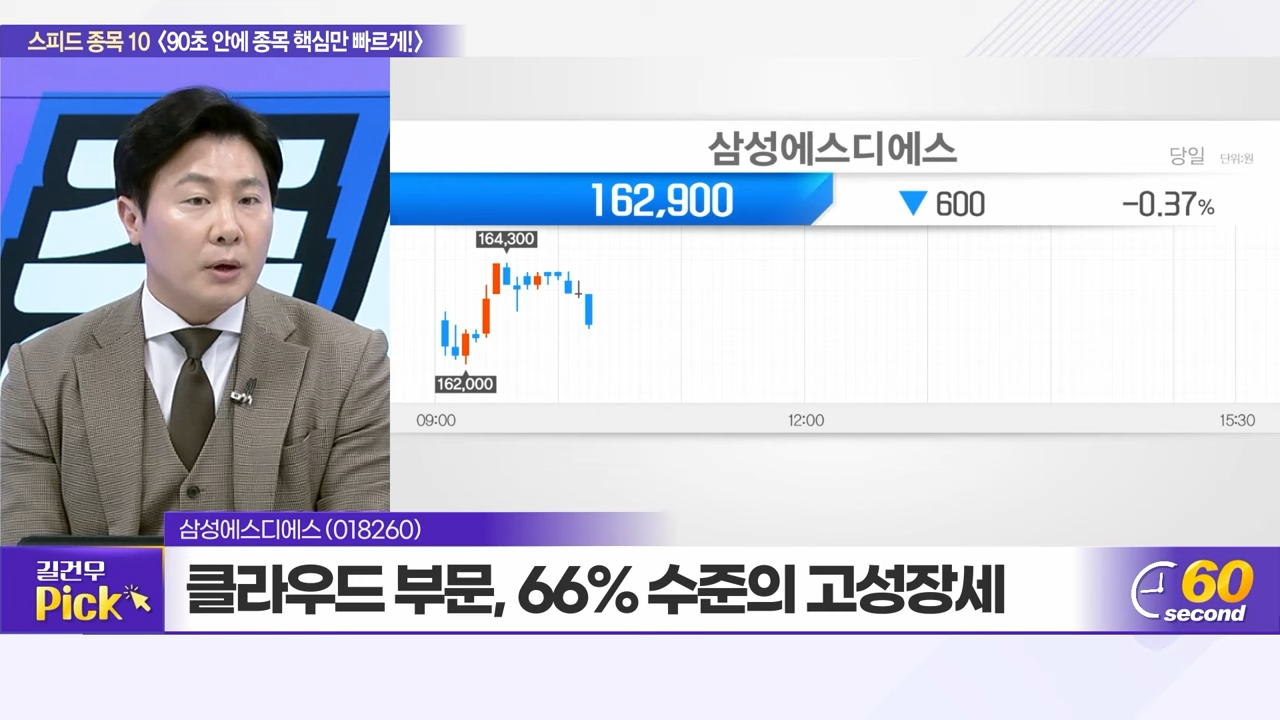 스피드 종목 10 <90초 안에 종목 핵심만 빠르게!>
삼성에스디에스
당일 단위:원
162,900 ▼600 -0.37%
164,300
162,000
09:00 12:00 15:30
삼성에스디에스 (018260)
길건무
Pick
클라우드 부문, 66% 수준의 고성장세
60
second